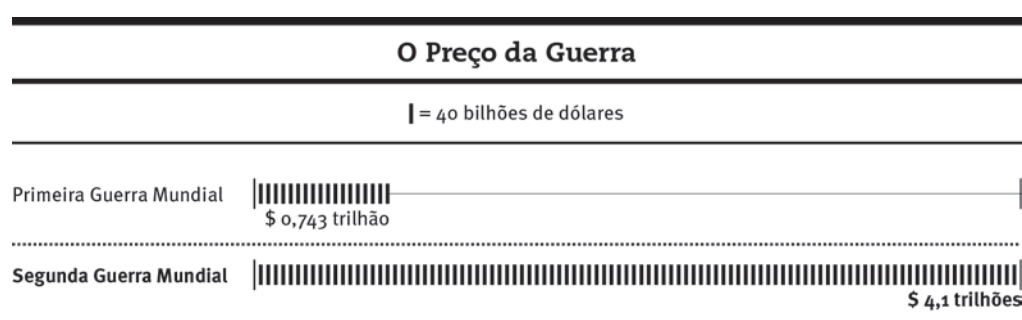 O Preço da Guerra
= 40 bilhões de dólares
Primeira Guerra Mundial
$ 0,743 trilhão
Segunda Guerra Mundial
$ 4,1 trilhões